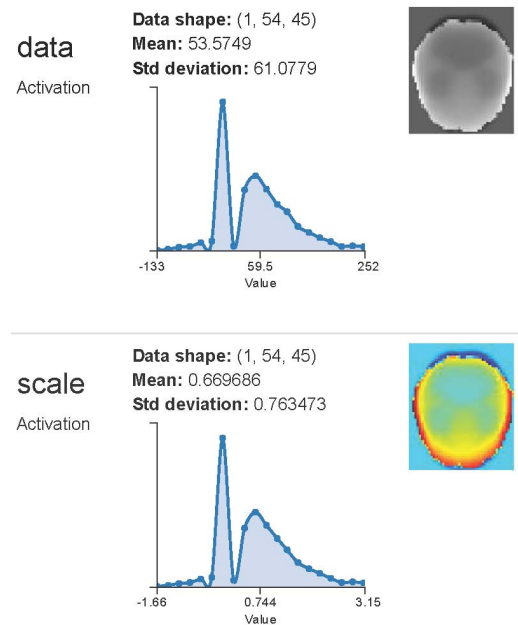 data
Activation
Data shape: (1, 54, 45)
Mean: 53.5749
Std deviation: 61.0779
-133 59.5 252
Value
scale
Activation
Data shape: (1, 54, 45)
Mean: 0.669686
Std deviation: 0.763473
-1.66 0.744 3.15
Value